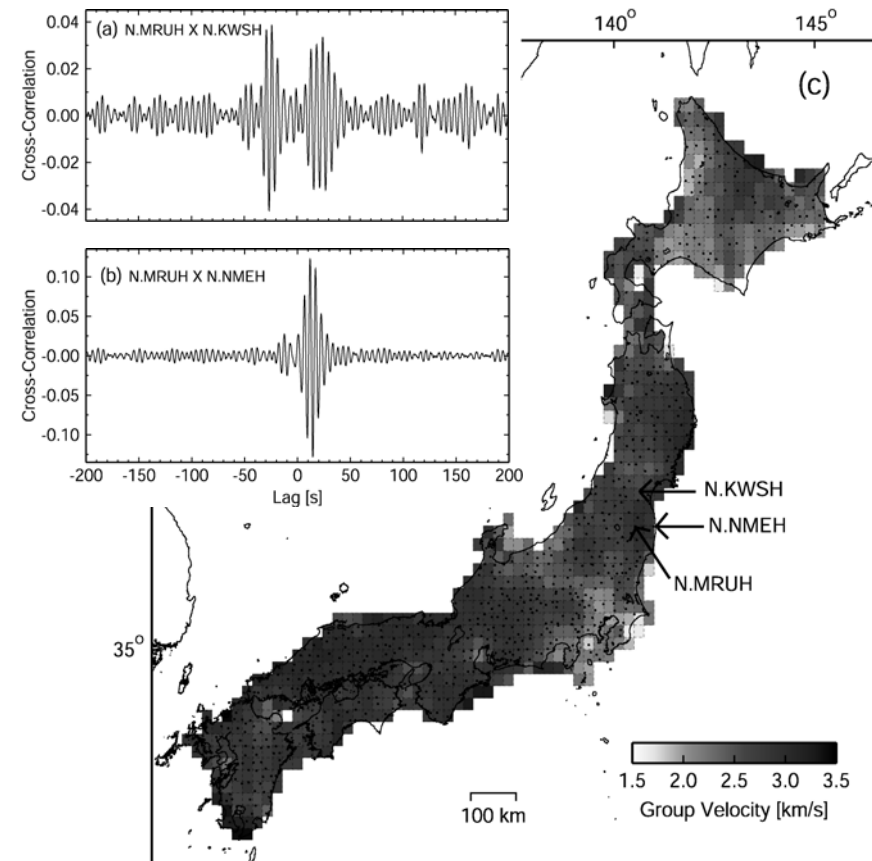 (a) N.MRUH X N.KWSH
0.04
0.02
0.00
-0.02
-0.04
Cross-Correlation
(b) N.MRUH X N.NMEH
0.10
0.05
-0.00
-0.05
-0.10
Cross-Correlation
-200 -150 -100 -50 0 50 100 150 200
Lag [s]
140° 145°
(c)
N.KWSH
N.NMEH
N.MRUH
35°
1.5 2.0 2.5 3.0 3.5
Group Velocity [km/s]
100 km